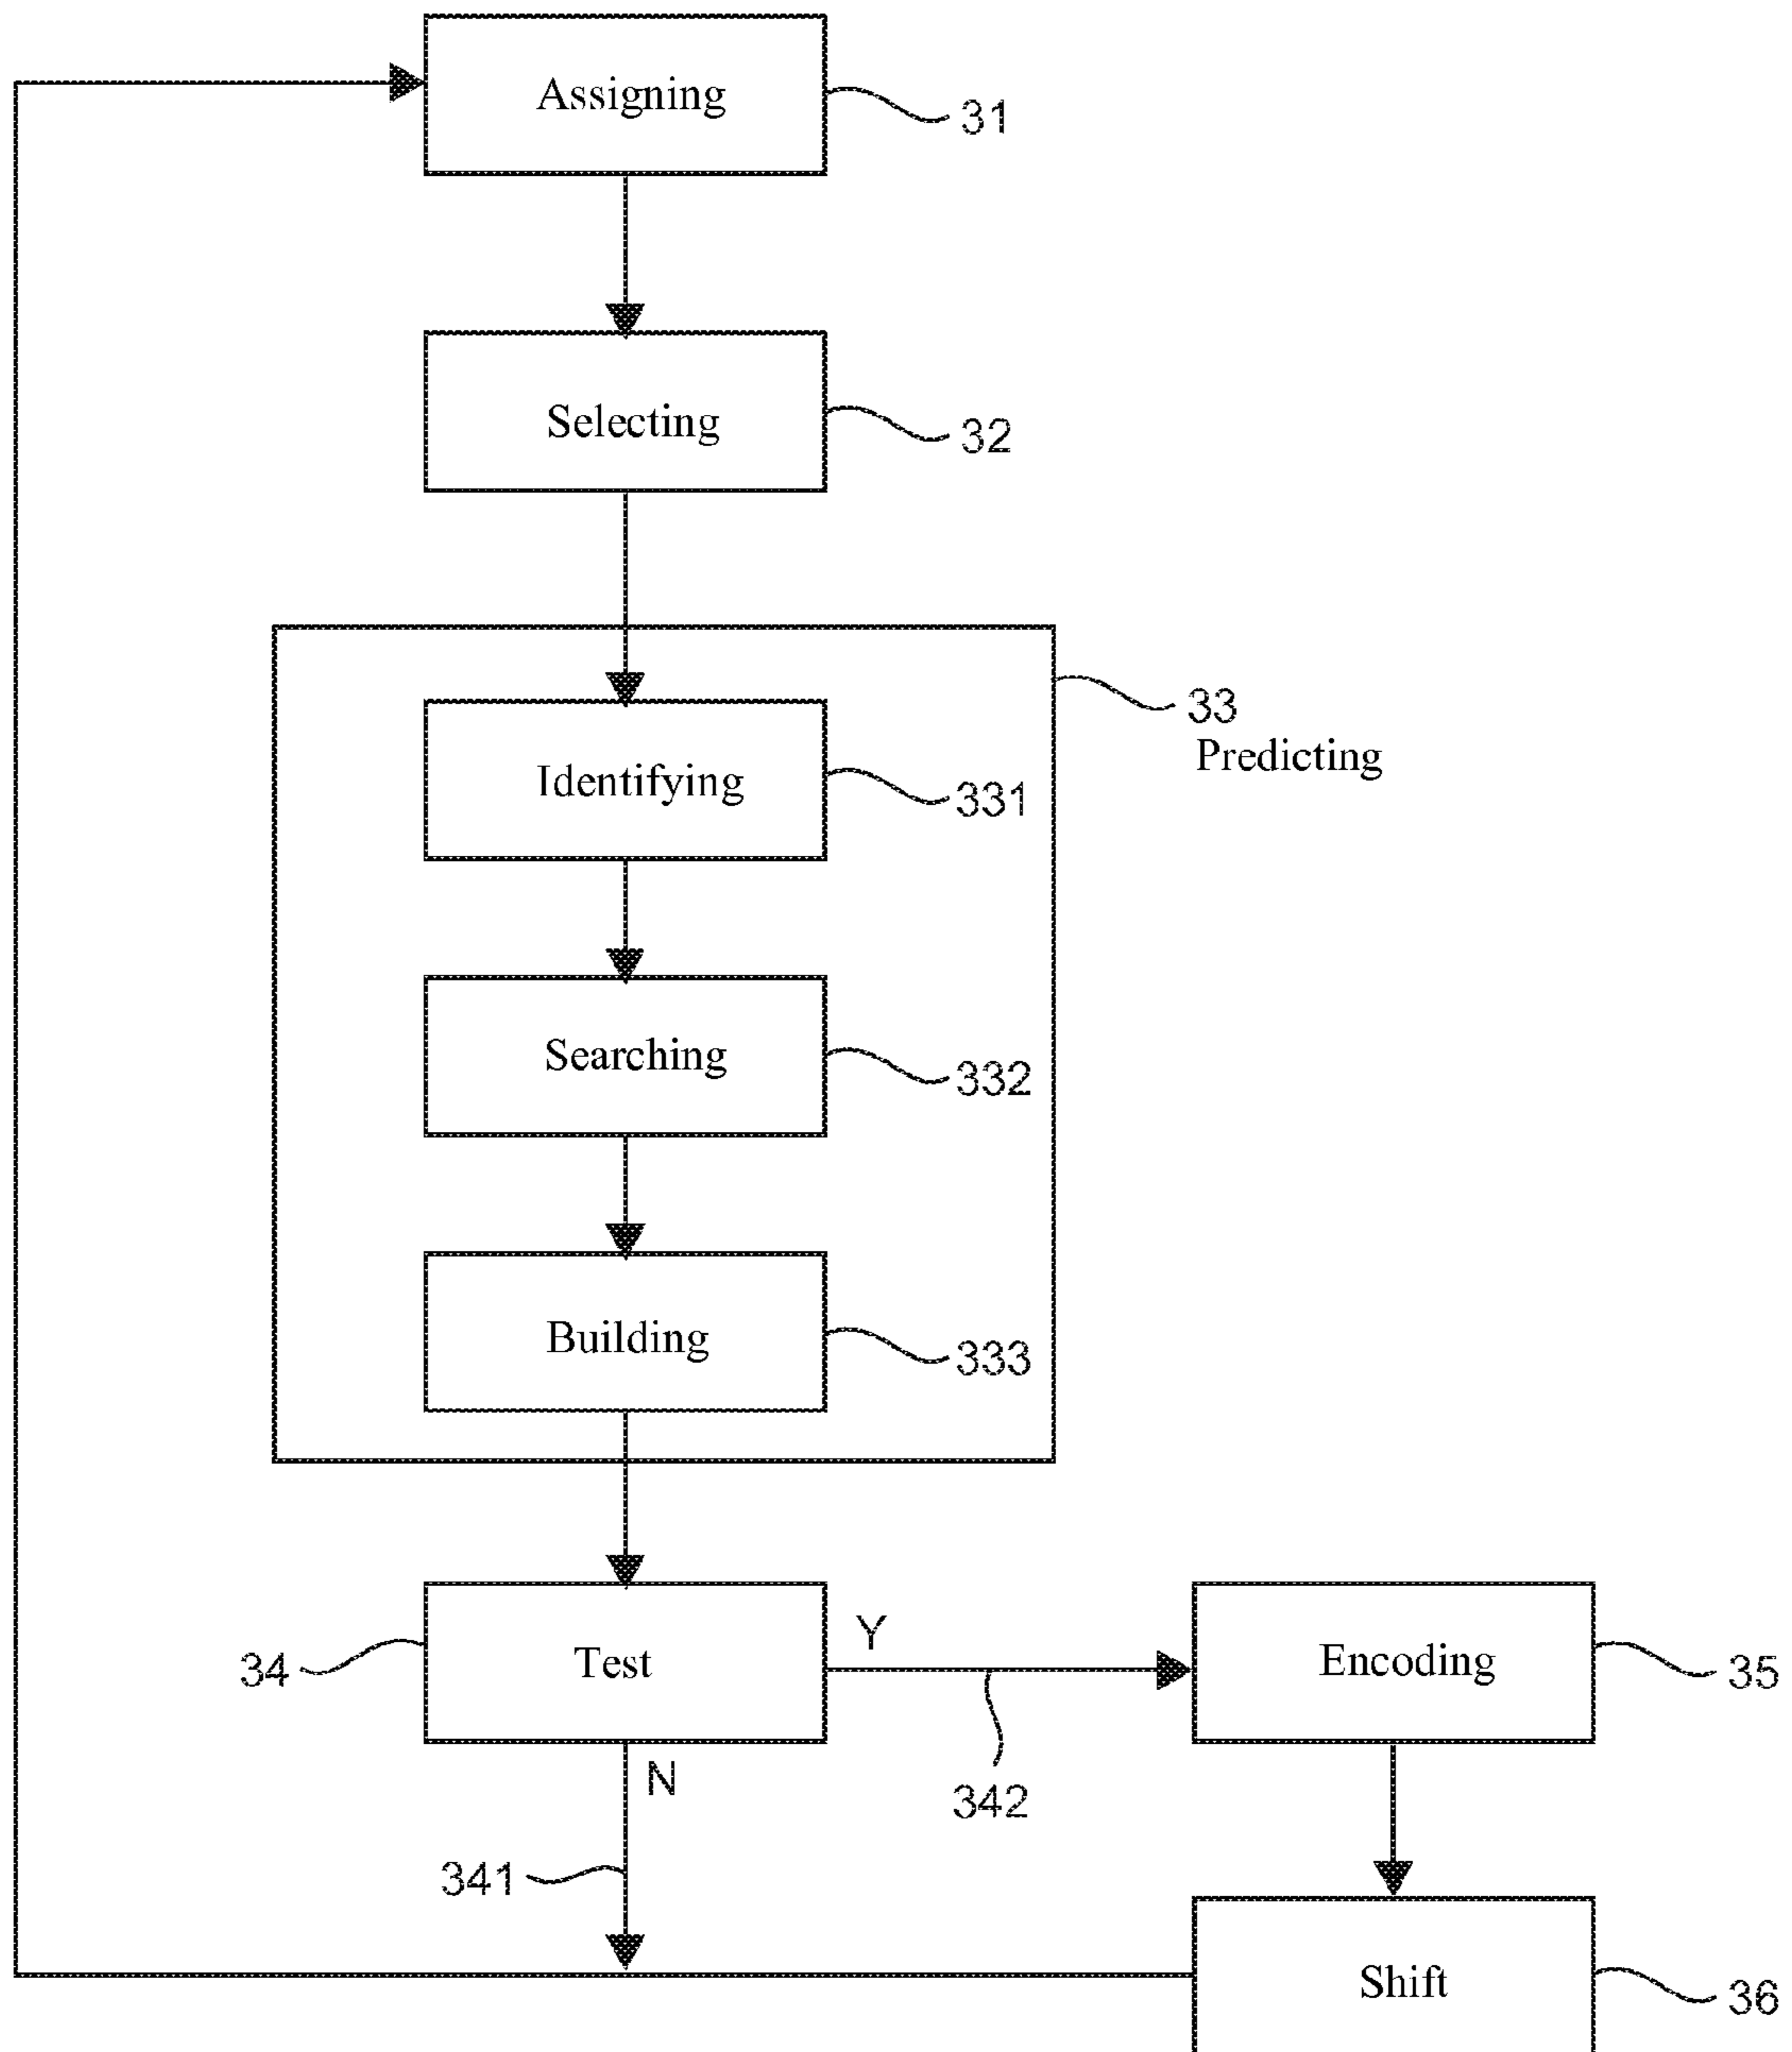 Assigning
31
Selecting
32
33
Predicting
Identifying
331
Searching
332
Building
333
34
Test
Y
342
Encoding
35
N
341
Shift
36